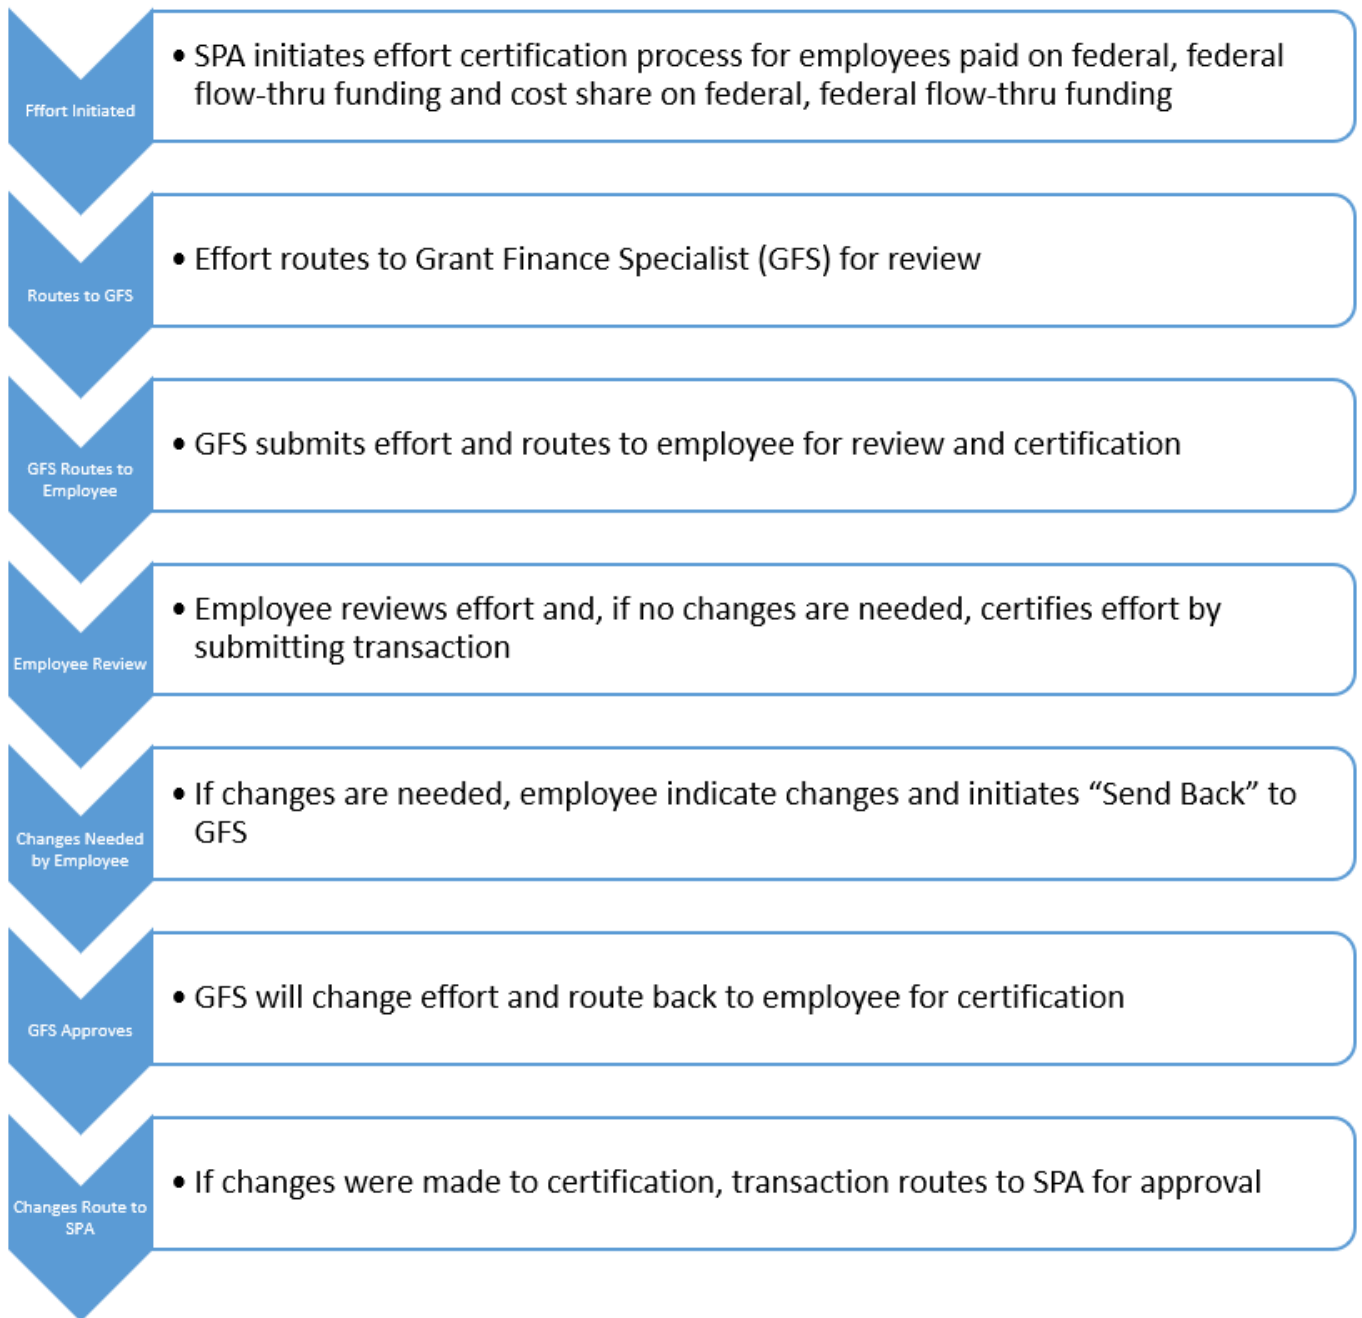 Fffort Initiated
• SPA initiates effort certification process for employees paid on federal, federal
flow-thru funding and cost share on federal, federal flow-thru funding
Routes to GFS
• Effort routes to Grant Finance Specialist (GFS) for review
GFS Routes to
Employee
• GFS submits effort and routes to employee for review and certification
Employee Review
• Employee reviews effort and, if no changes are needed, certifies effort by
submitting transaction
Changes Needed
by Employee
• If changes are needed, employee indicate changes and initiates “Send Back” to
GFS
GFS Approves
• GFS will change effort and route back to employee for certification
Changes Route to
SPA
• If changes were made to certification, transaction routes to SPA for approval